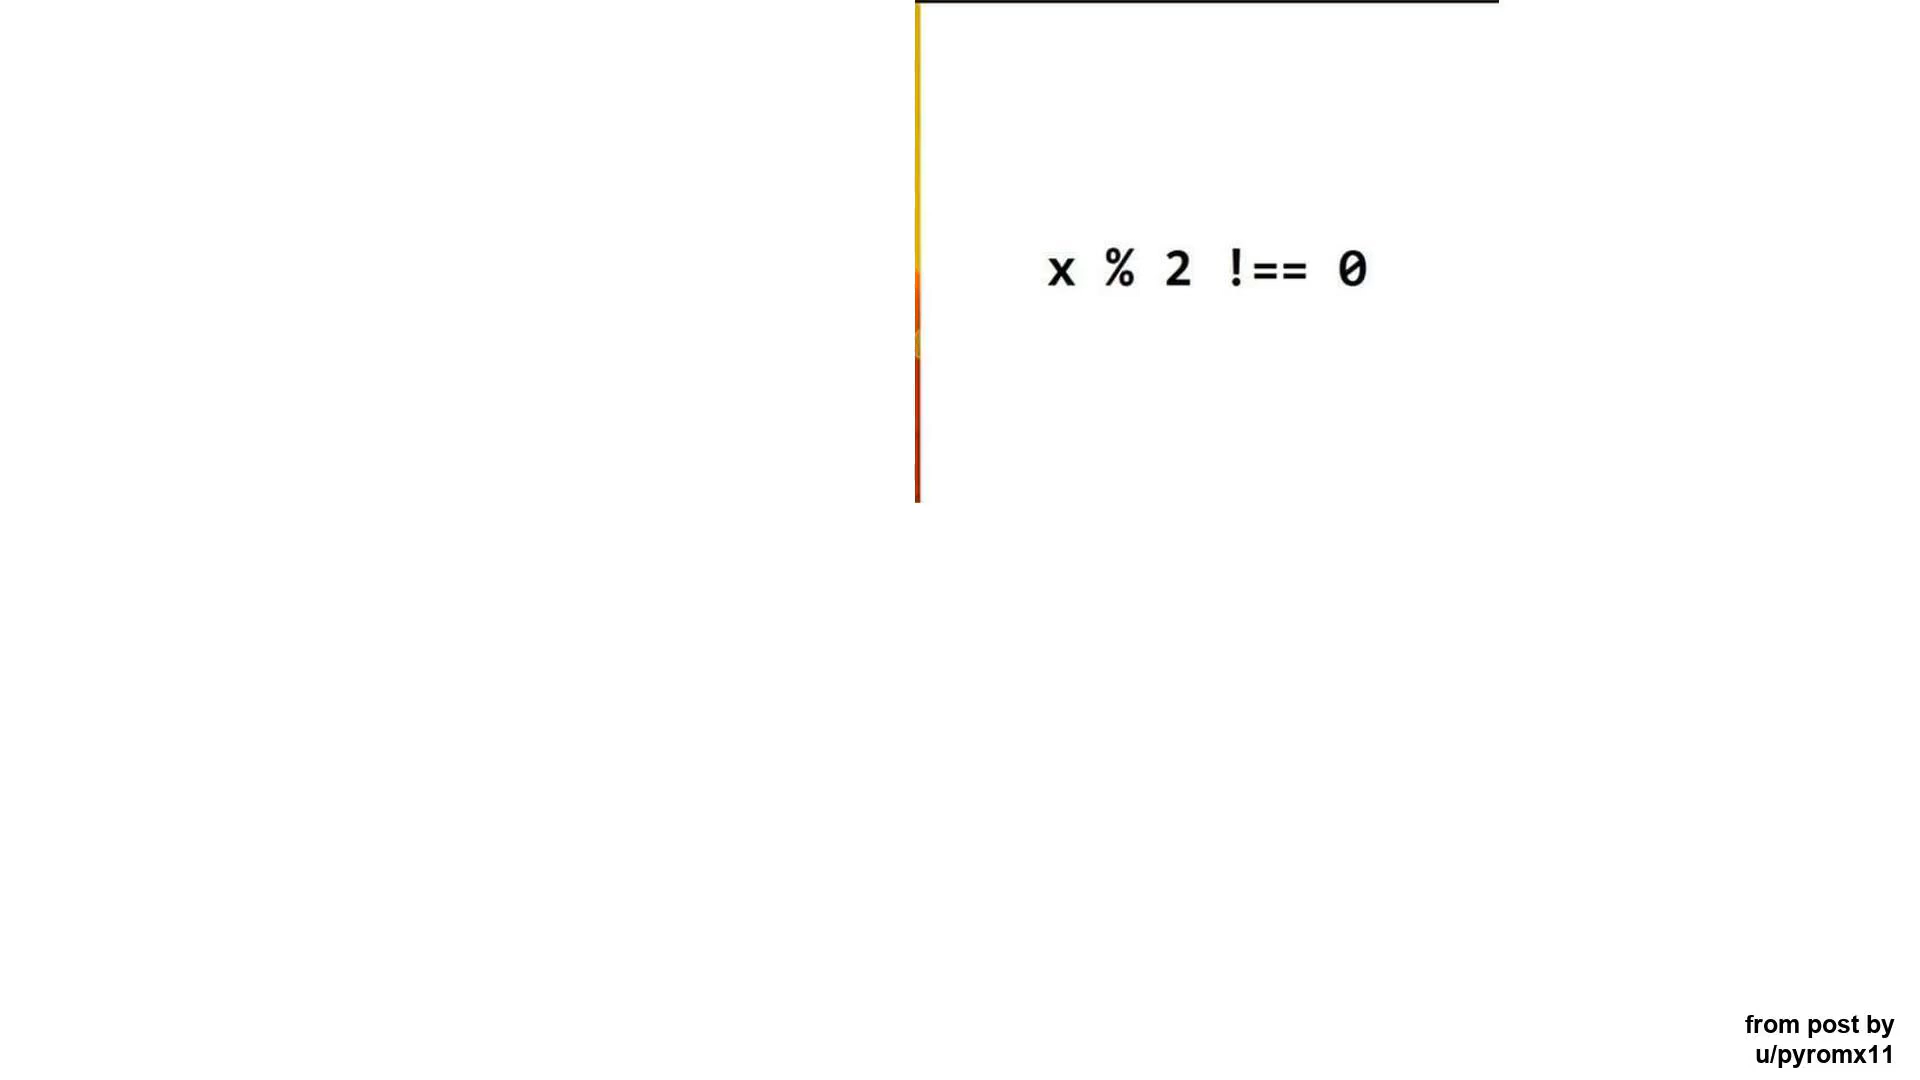 x % 2 !== 0
from post by
u/pyromx11